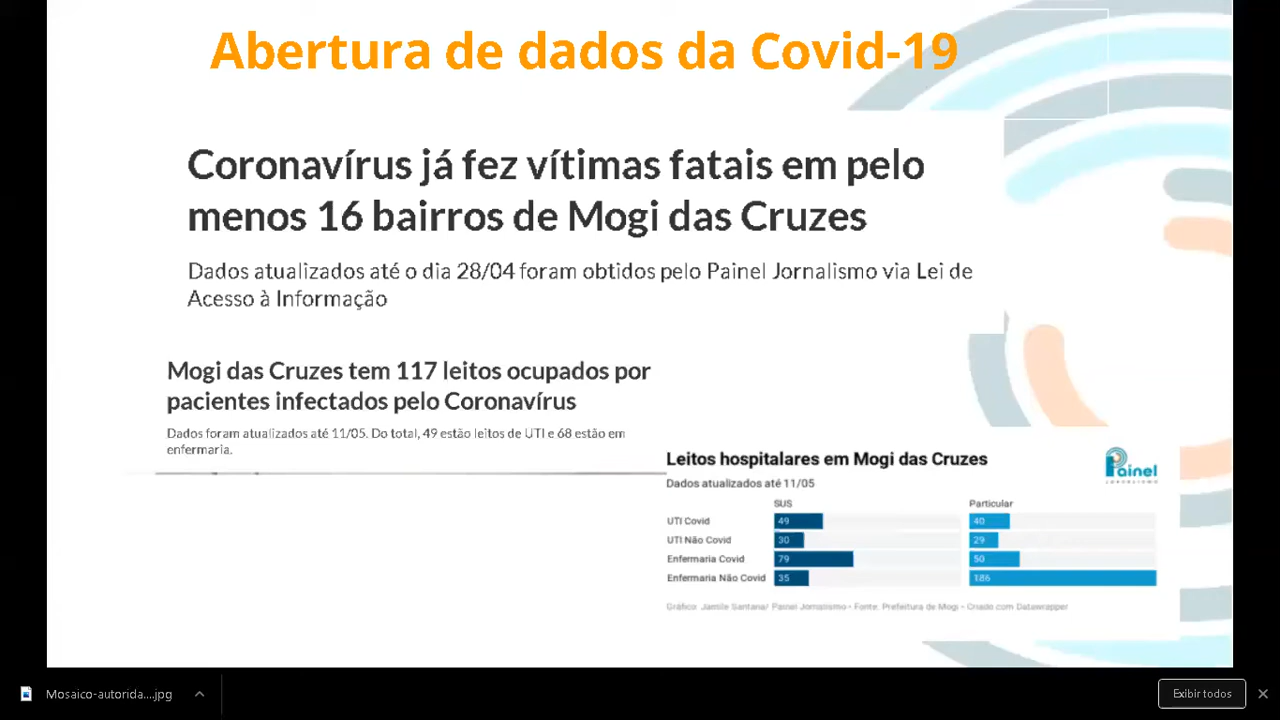 Abertura de dados da Covid-19
Coronavírus já fez vítimas fatais em pelo
menos 16 bairros de Mogi das Cruzes
Dados atualizados até o dia 28/04 foram obtidos pelo Painel Jornalismo via Lei de
Acesso à Informação
Mogi das Cruzes tem 117 leitos ocupados por
pacientes infectados pelo Coronavírus
Dados foram atualizados até 11/05. Do total, 49 estão leitos de UTI e 68 estão em
enfermaria.
Leitos hospitalares em Mogi das Cruzes
Painel
JORNALISMO
Dados atualizados até 11/05
SUS Particular
UTI Covid 49 40
UTI Não Covid 30 29
Enfermaria Covid 79 50
Enfermaria Não Covid 35 186
Gráfico: Jamile Santana/ Painel Jornalismo • Fonte: Prefeitura de Mogi • Criado com Datawrapper
Mosaico-autorida....jpg
Exibir todos